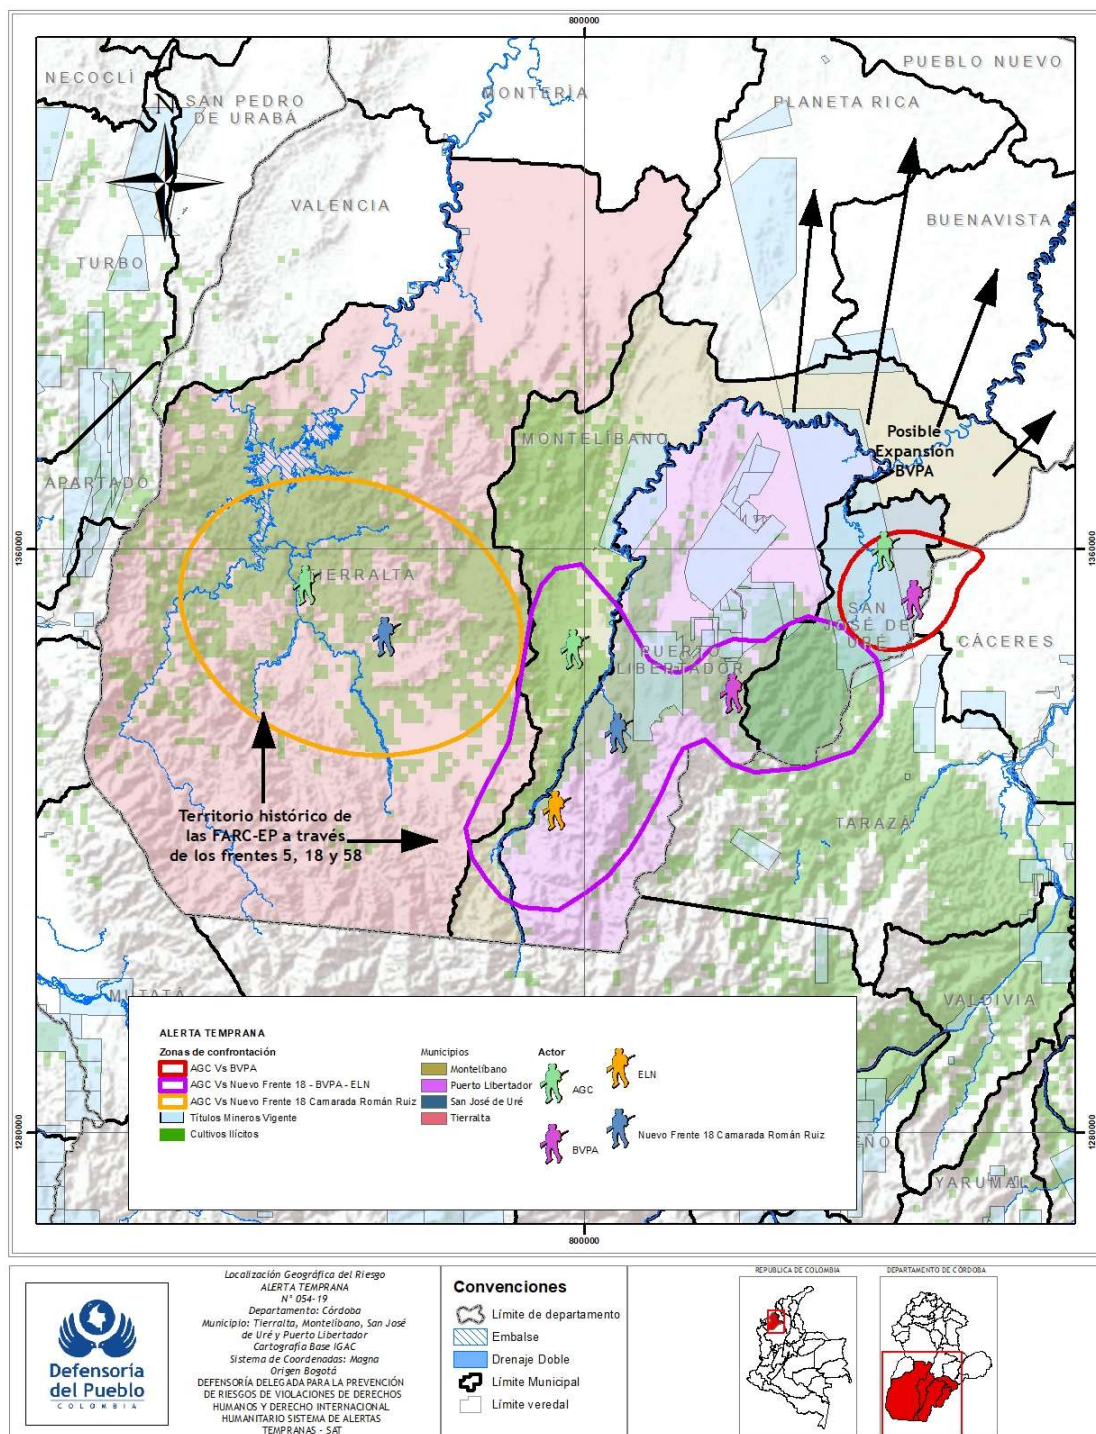 800000
NECOCLÍ
N
SAN PEDRO
DE URABÁ
MONTERÍA
PUEBLO NUEVO
PLANETA RICA
VALENCIA
BUENAVISTA
TURBO
MONTELÍBANO
Posible
Expansión
BVPA
APARTADÓ
1360000
1360000
TIERRALTA
SAN
JOSÉ DE
URÉ
CÁCERES
PUERTO
LIBERTADOR
Territorio histórico de
las FARC-EP a través
de los frentes 5, 18 y 58
TARAZÁ
MUTATÁ
VALDIVIA
ALERTA TEMPRANA
Zonas de confrontación
AGC Vs BVPA
AGC Vs Nuevo Frente 18 - BVPA - ELN
AGC Vs Nuevo Frente 18 Camarada Román Ruiz
Títulos Mineros Vigente
Cultivos Ilícitos
Municipios
Montelíbano
Puerto Libertador
San José de Uré
Tierralta
Actor
AGC
BVPA
ELN
Nuevo Frente 18 Camarada Román Ruiz
1280000
1280000
YARUMAL
800000
Defensoría
del Pueblo
COLOMBIA
Localización Geográfica del Riesgo
ALERTA TEMPRANA
N° 054-19
Departamento: Córdoba
Municipio: Tierralta, Montelíbano, San José
de Uré y Puerto Libertador
Cartografía Base IGAC
Sistema de Coordenadas: Magna
Origen Bogotá
DEFENSORÍA DELEGADA PARA LA PREVENCIÓN
DE RIESGOS DE VIOLACIONES DE DERECHOS
HUMANOS Y DERECHO INTERNACIONAL
HUMANITARIO SISTEMA DE ALERTAS
TEMPRANAS - SAT
Convenciones
Límite de departamento
Embalse
Drenaje Doble
Límite Municipal
Límite veredal
REPUBLICA DE COLOMBIA
DEPARTAMENTO DE CÓRDOBA